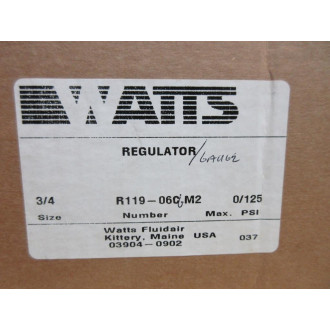 WATTS
REGULATOR/GAUGE
3/4 R119-06G,M2 0/125
Size Number Max. PSI
Watts Fluidair
Kittery, Maine USA 037
03904-0902